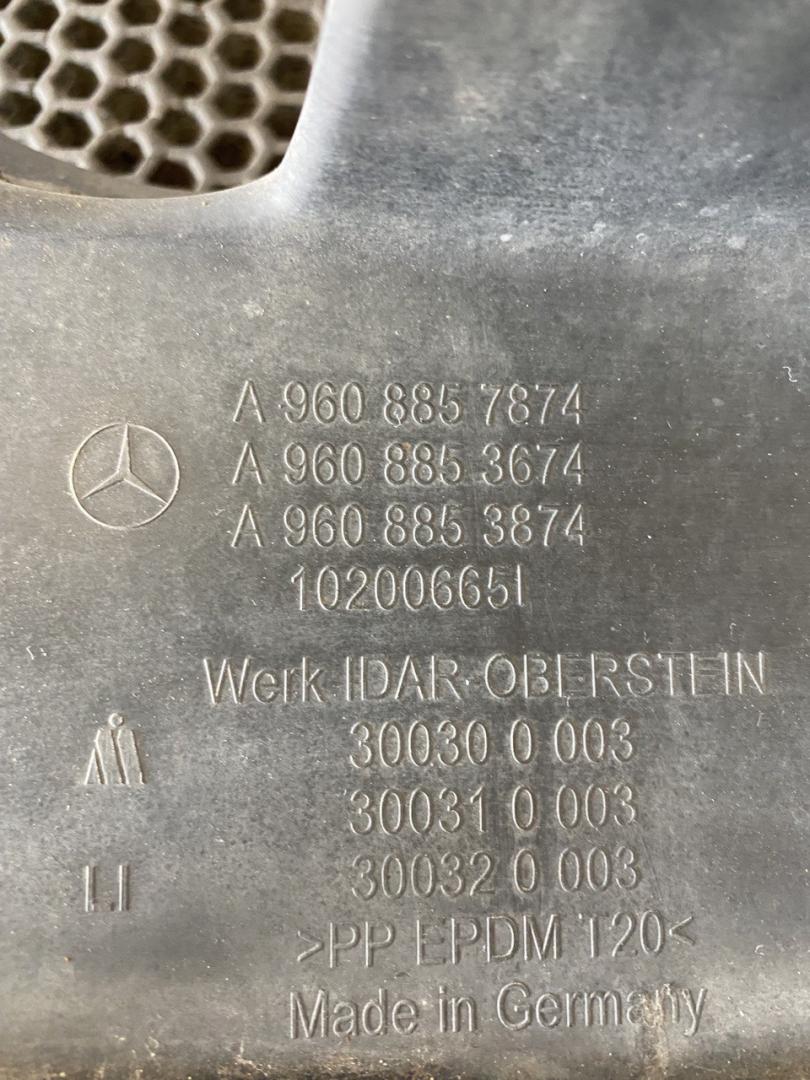 A 960 885 7874
A 960 885 3674
A 960 885 3874
10200665I
Werk IDAR-OBERSTEIN
30030 0 003
30031 0 003
LI
30032 0 003
>PP EPDM T20<
Made in Germany